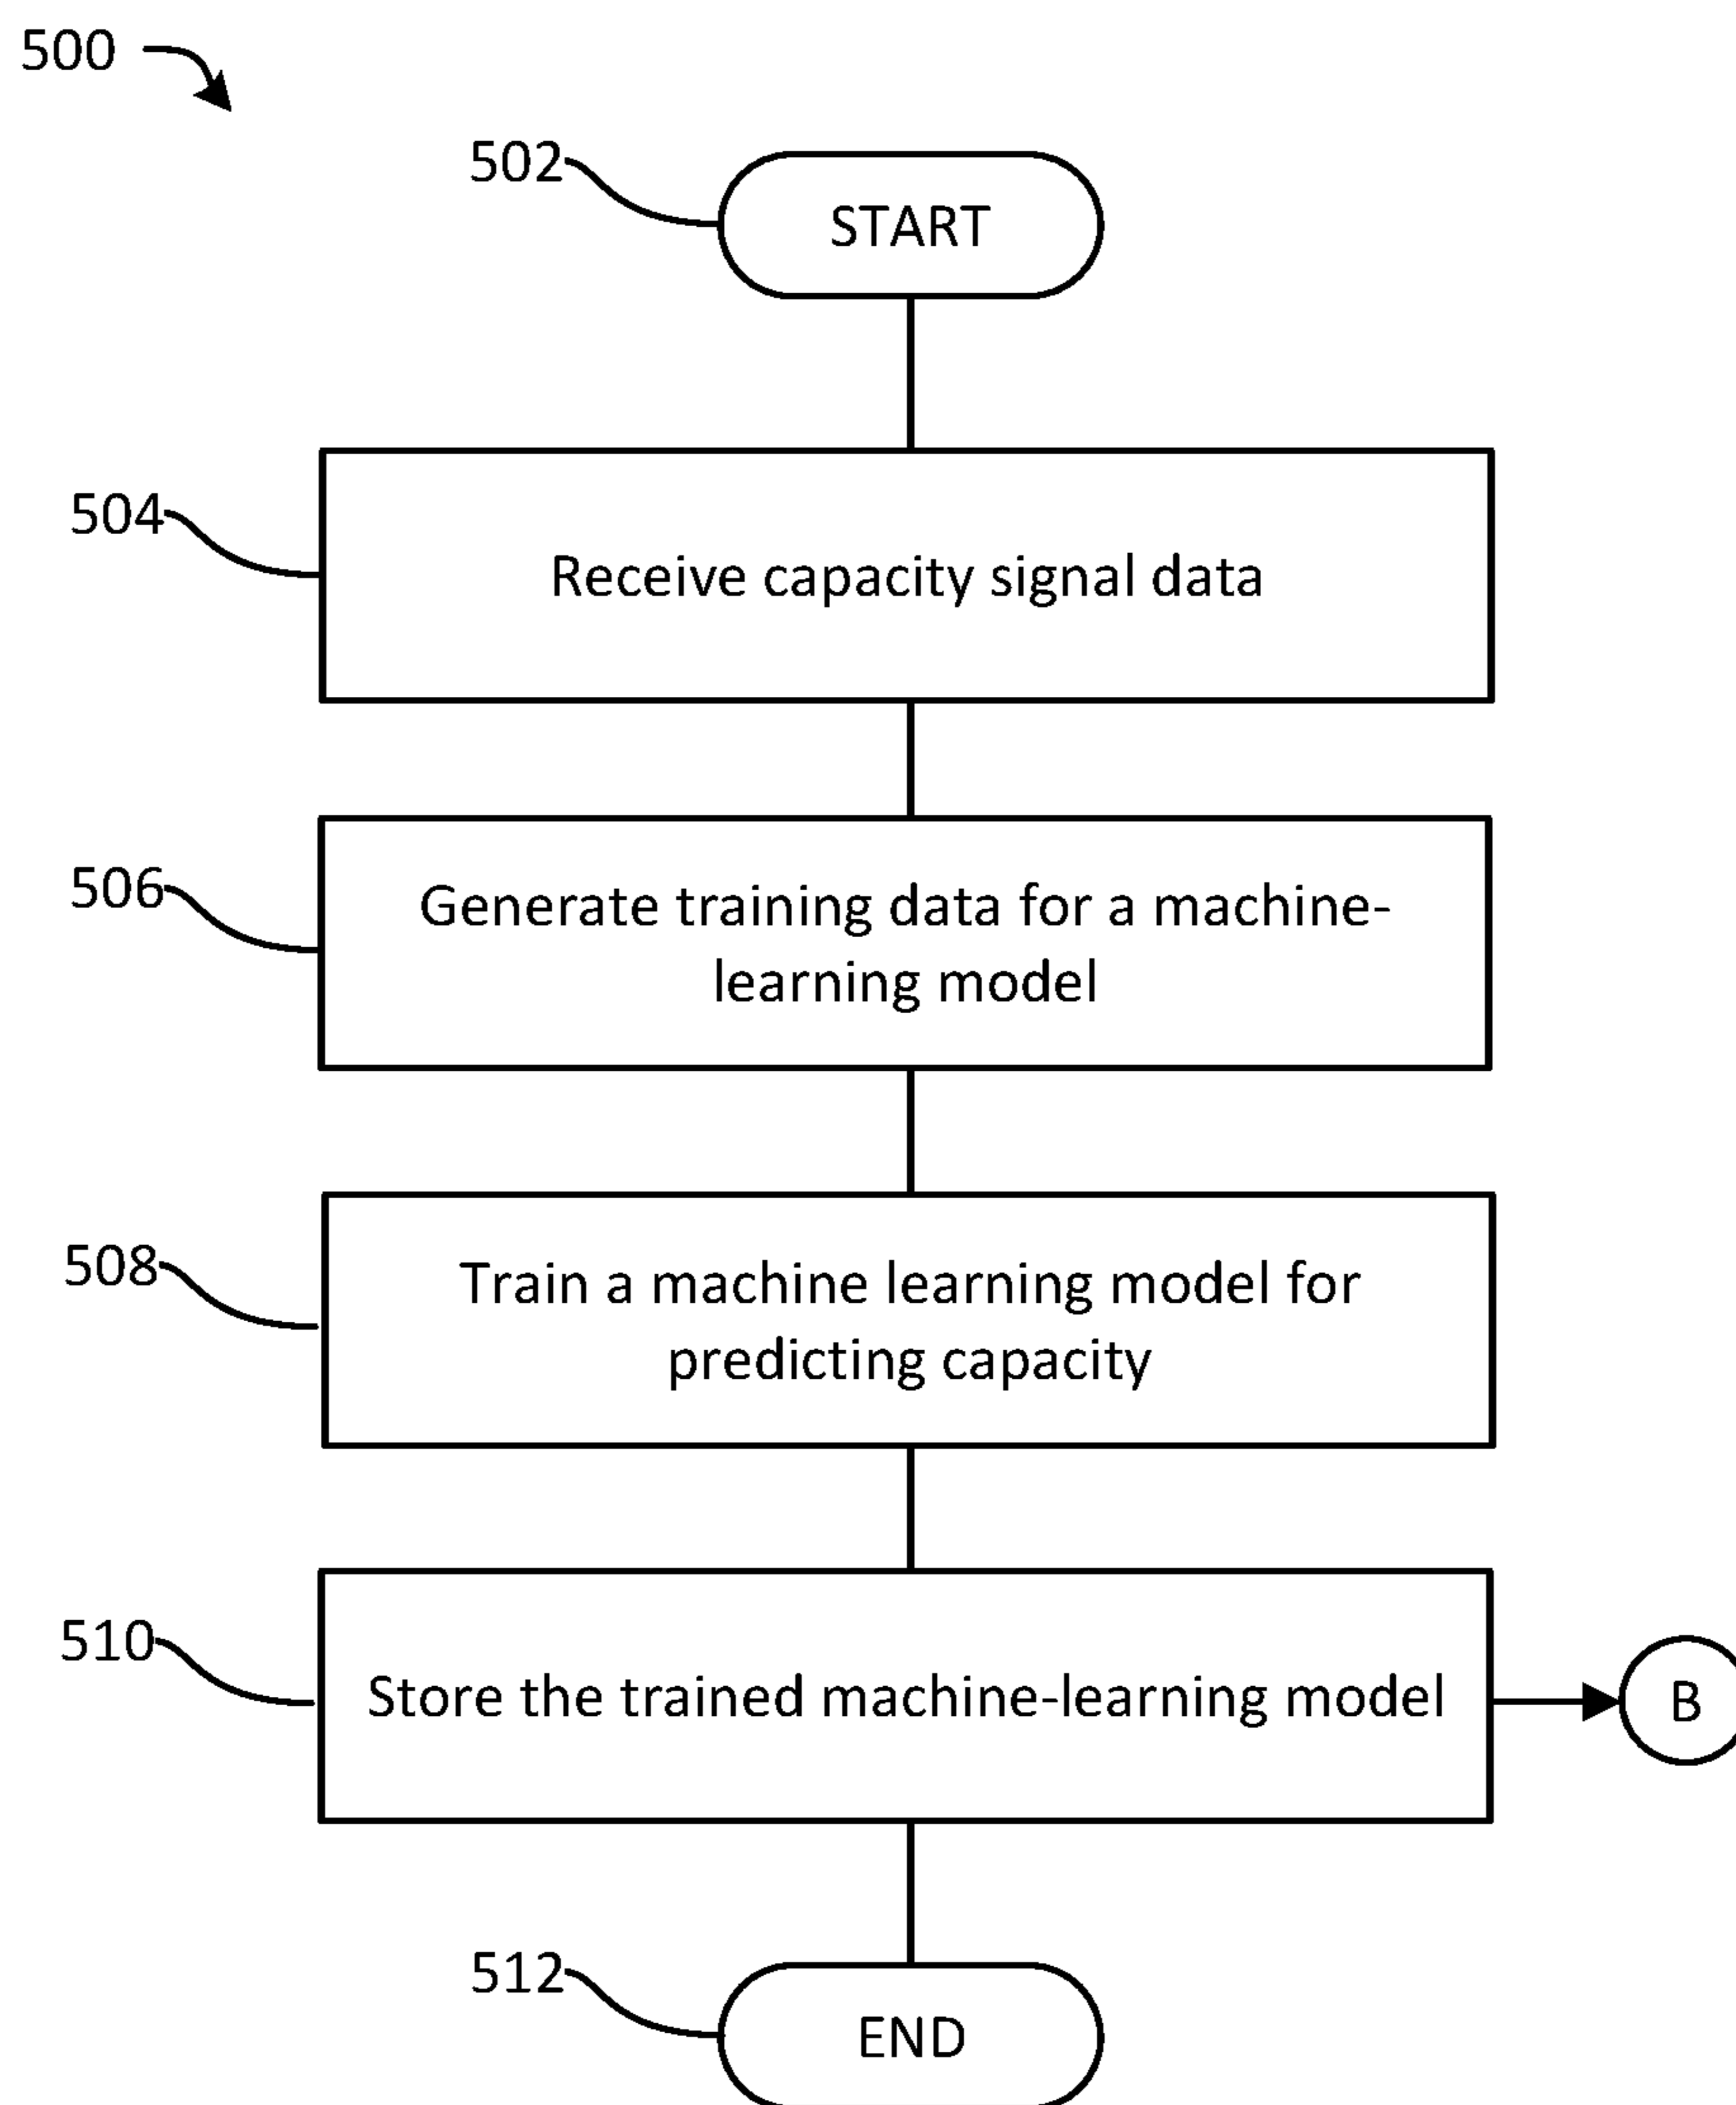 500
502
START
504
Receive capacity signal data
506
Generate training data for a machine-
learning model
508
Train a machine learning model for
predicting capacity
510
Store the trained machine-learning model
B
512
END